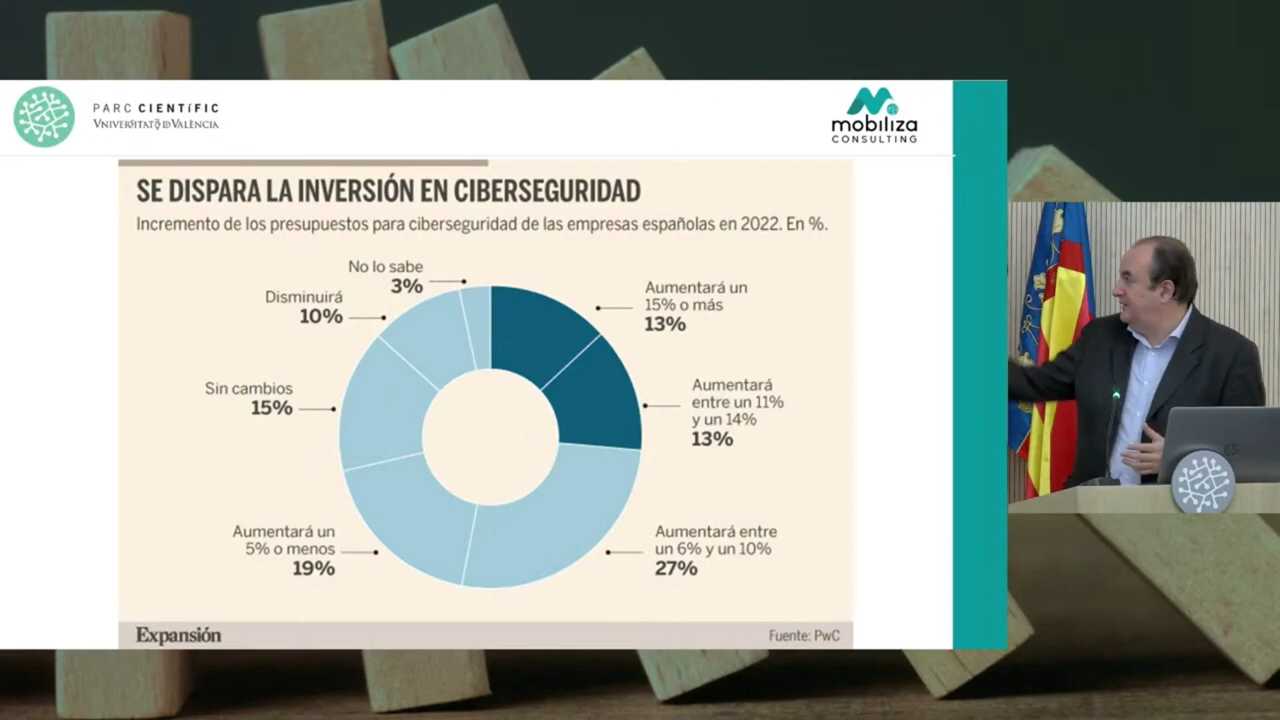 PARC CIENTÍFIC
VNIVERSITATQ̃ DVALÈNCIA
mobiliza
CONSULTING
SE DISPARA LA INVERSIÓN EN CIBERSEGURIDAD
Incremento de los presupuestos para ciberseguridad de las empresas españolas en 2022. En %.
No lo sabe
3%
Disminuirá
10%
Sin cambios
15%
Aumentará un
5% o menos
19%
Aumentará un
15% o más
13%
Aumentará
entre un 11%
y un 14%
13%
Aumentará entre
un 6% y un 10%
27%
Expansión
Fuente: PwC